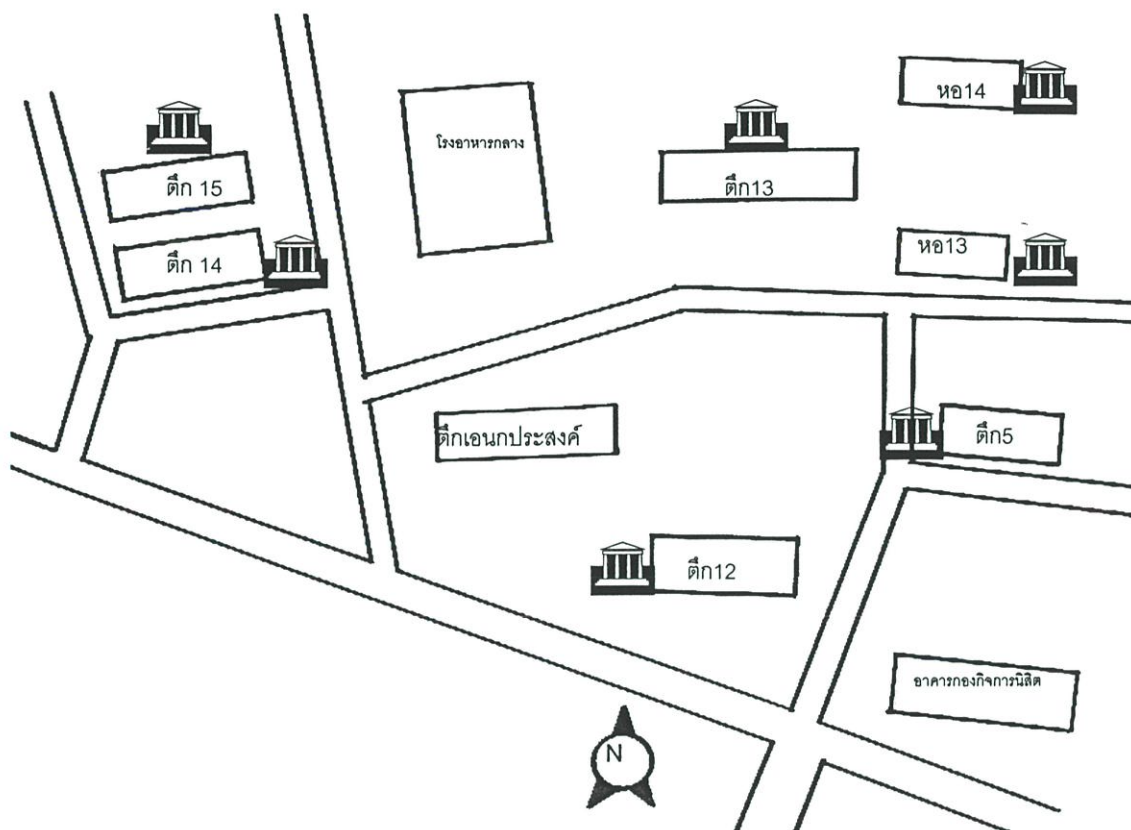 หอ14
โรงอาหารกลาง
ตึก 15
ตึก13
หอ13
ตึก 14
ตึกเอนกประสงค์
ตึก5
ตึก12
อาคารกองกิจการนิสิต
N